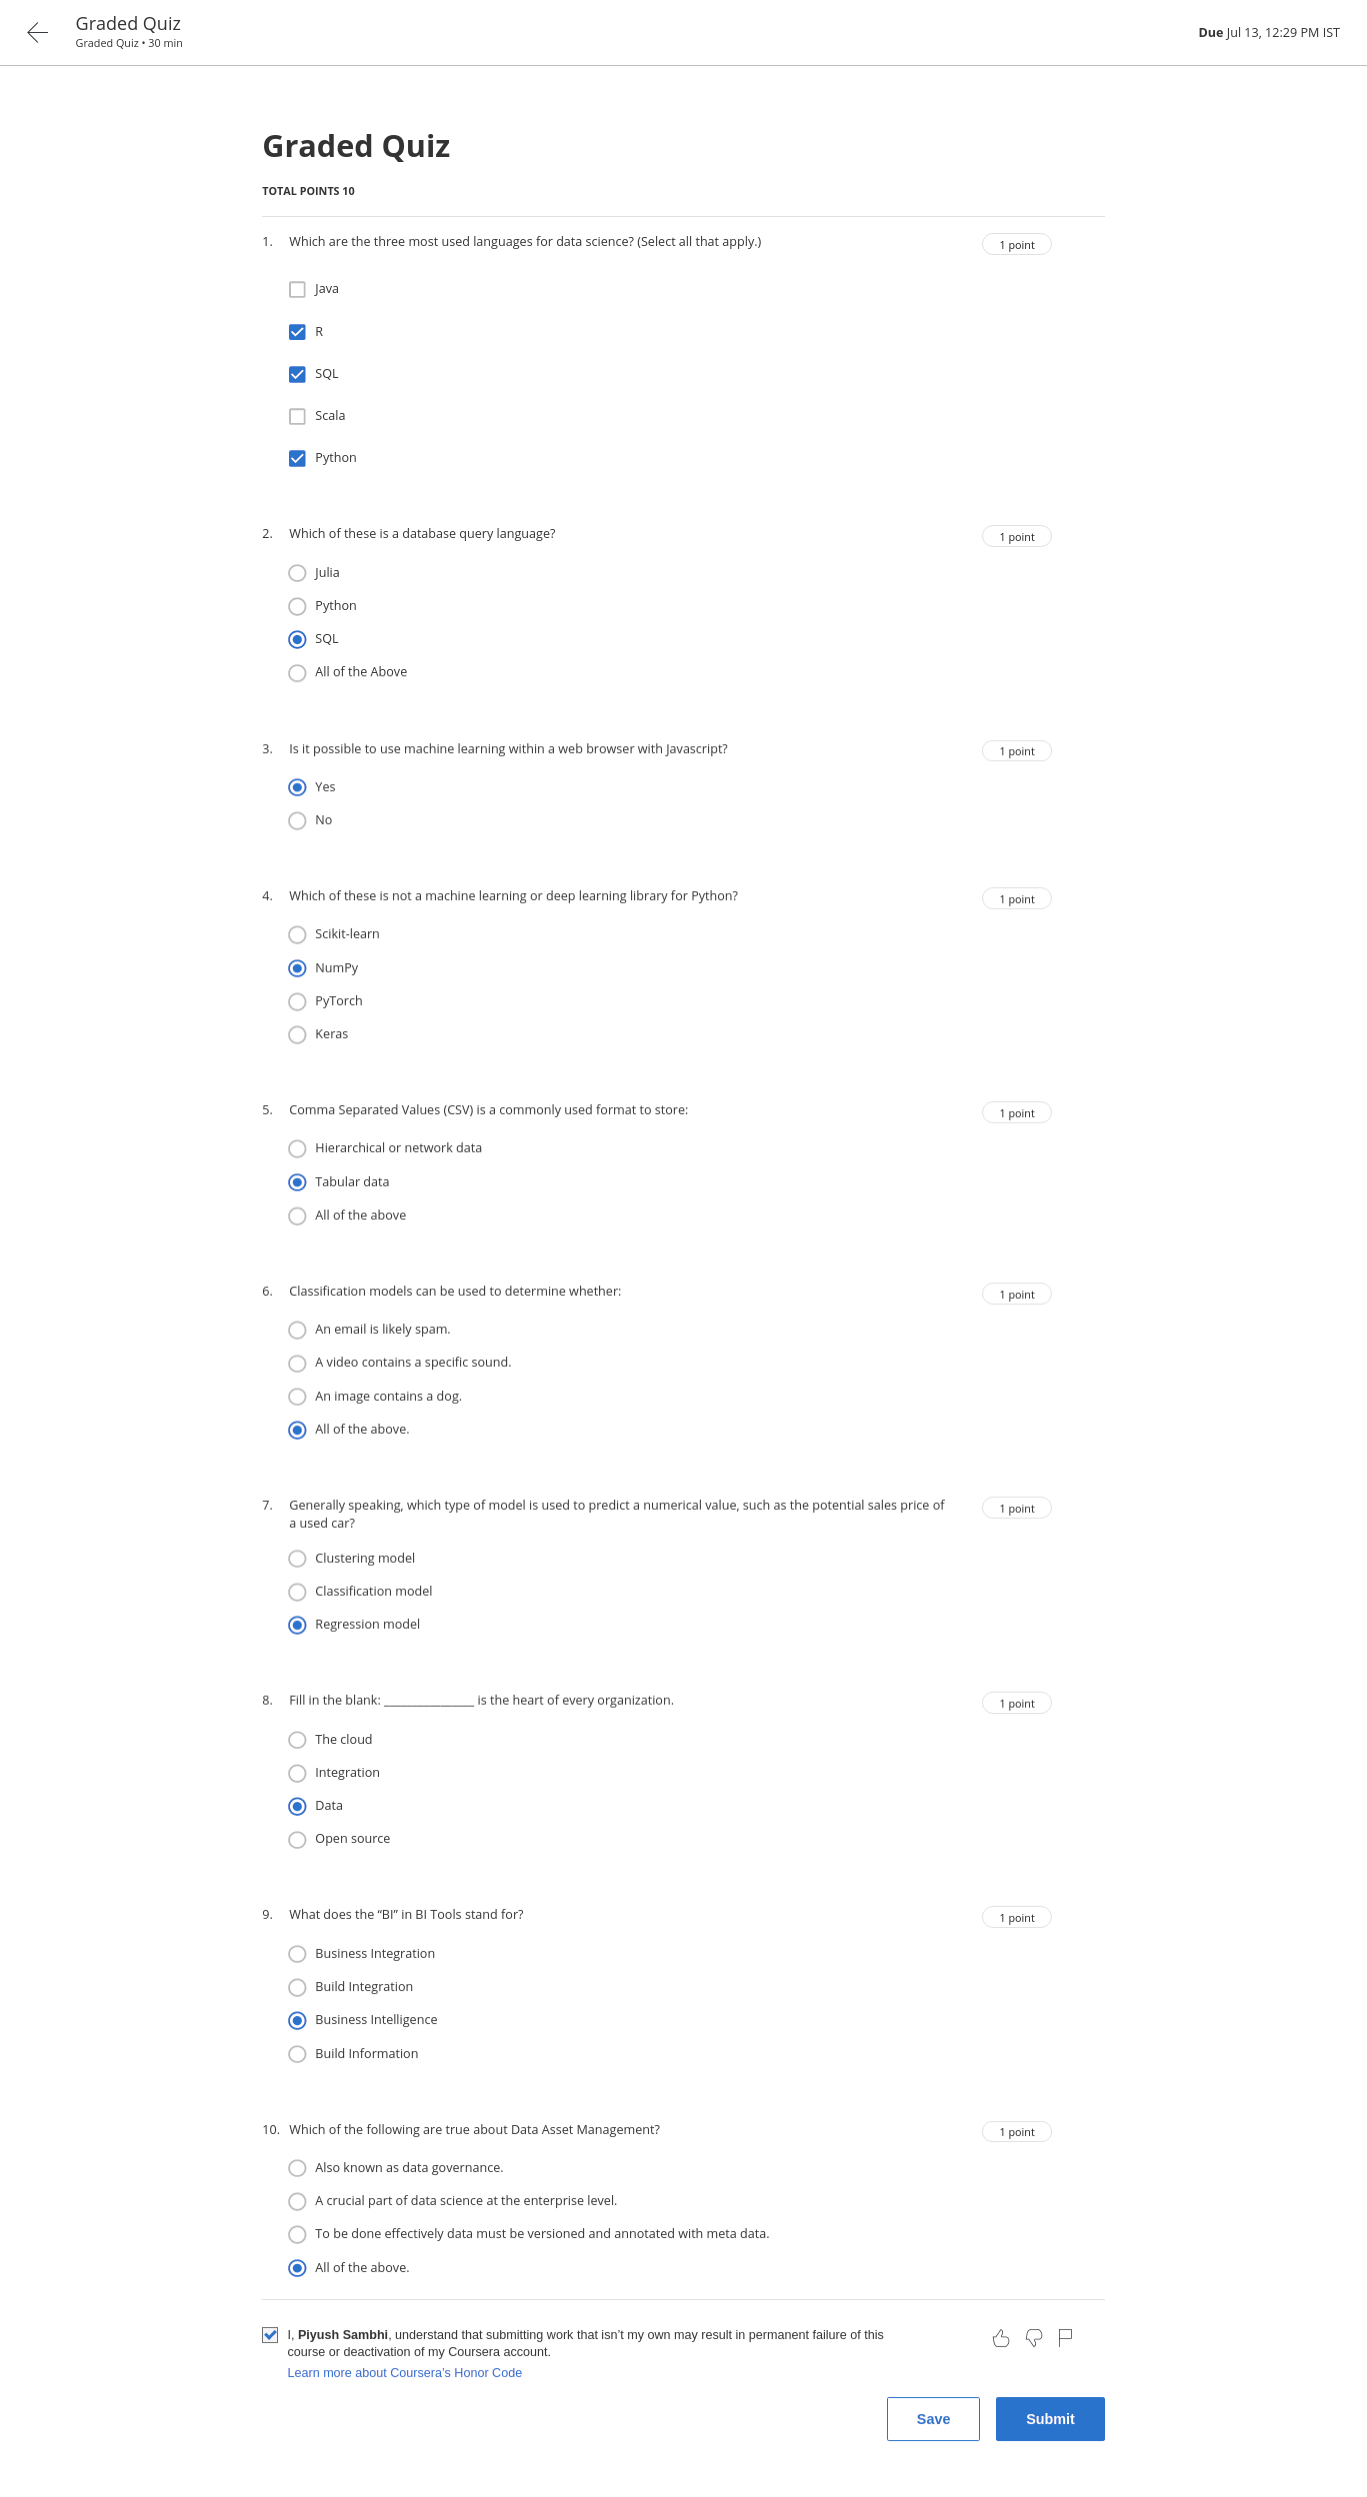 Graded Quiz
Graded Quiz • 30 min
Due Jul 13, 12:29 PM IST
Graded Quiz
TOTAL POINTS 10
1. Which are the three most used languages for data science? (Select all that apply.)
1 point
Java
R
SQL
Scala
Python
2. Which of these is a database query language?
1 point
Julia
Python
SQL
All of the Above
3. Is it possible to use machine learning within a web browser with Javascript?
1 point
Yes
No
4. Which of these is not a machine learning or deep learning library for Python?
1 point
Scikit-learn
NumPy
PyTorch
Keras
5. Comma Separated Values (CSV) is a commonly used format to store:
1 point
Hierarchical or network data
Tabular data
All of the above
6. Classification models can be used to determine whether:
1 point
An email is likely spam.
A video contains a specific sound.
An image contains a dog.
All of the above.
7. Generally speaking, which type of model is used to predict a numerical value, such as the potential sales price of
a used car?
1 point
Clustering model
Classification model
Regression model
8. Fill in the blank: _______________ is the heart of every organization.
1 point
The cloud
Integration
Data
Open source
9. What does the “BI” in BI Tools stand for?
1 point
Business Integration
Build Integration
Business Intelligence
Build Information
10. Which of the following are true about Data Asset Management?
1 point
Also known as data governance.
A crucial part of data science at the enterprise level.
To be done effectively data must be versioned and annotated with meta data.
All of the above.
I, Piyush Sambhi, understand that submitting work that isn’t my own may result in permanent failure of this
course or deactivation of my Coursera account.
Learn more about Coursera’s Honor Code
Save
Submit